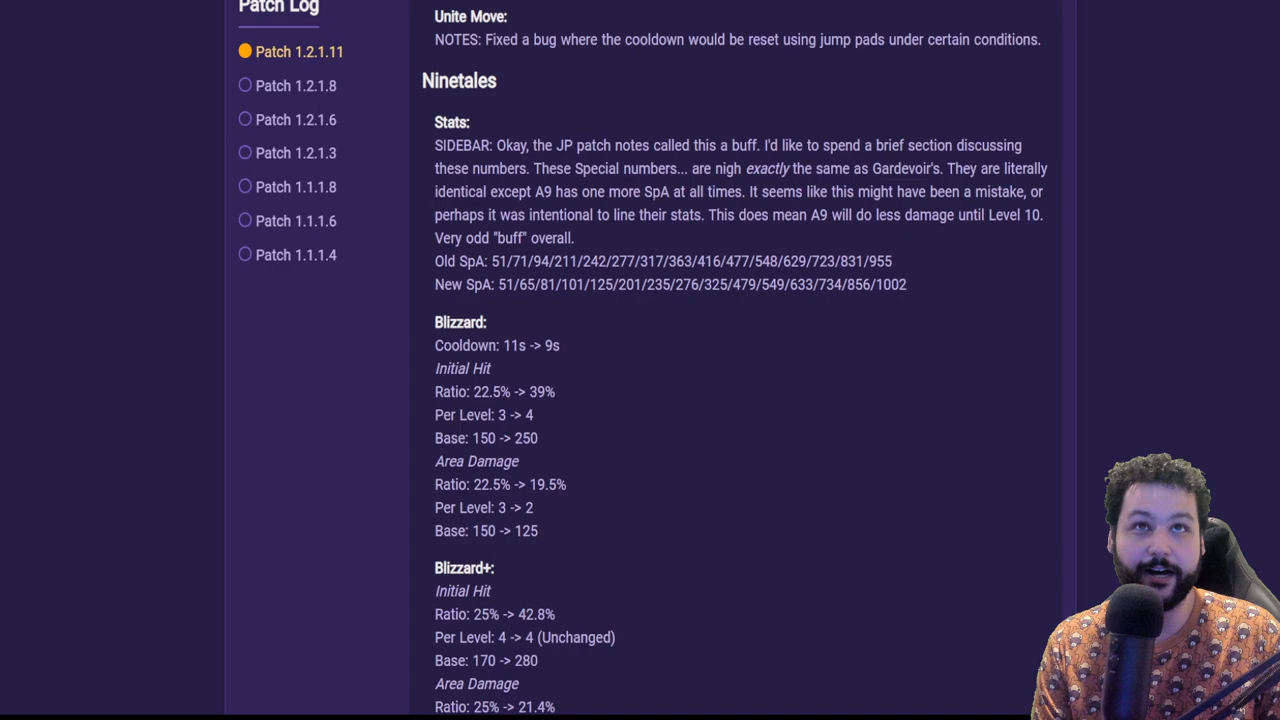 Patch Log
Patch 1.2.1.11
Patch 1.2.1.8
Patch 1.2.1.6
Patch 1.2.1.3
Patch 1.1.1.8
Patch 1.1.1.6
Patch 1.1.1.4
Unite Move:
NOTES: Fixed a bug where the cooldown would be reset using jump pads under certain conditions.
Ninetales
Stats:
SIDEBAR: Okay, the JP patch notes called this a buff. I'd like to spend a brief section discussing
these numbers. These Special numbers... are nigh exactly the same as Gardevoir's. They are literally
identical except A9 has one more SpA at all times. It seems like this might have been a mistake, or
perhaps it was intentional to line their stats. This does mean A9 will do less damage until Level 10.
Very odd "buff" overall.
Old SpA: 51/71/94/211/242/277/317/363/416/477/548/629/723/831/955
New SpA: 51/65/81/101/125/201/235/276/325/479/549/633/734/856/1002
Blizzard:
Cooldown: 11s -> 9s
Initial Hit
Ratio: 22.5% -> 39%
Per Level: 3 -> 4
Base: 150 -> 250
Area Damage
Ratio: 22.5% -> 19.5%
Per Level: 3 -> 2
Base: 150 -> 125
Blizzard+:
Initial Hit
Ratio: 25% -> 42.8%
Per Level: 4 -> 4 (Unchanged)
Base: 170 -> 280
Area Damage
Ratio: 25% -> 21.4%